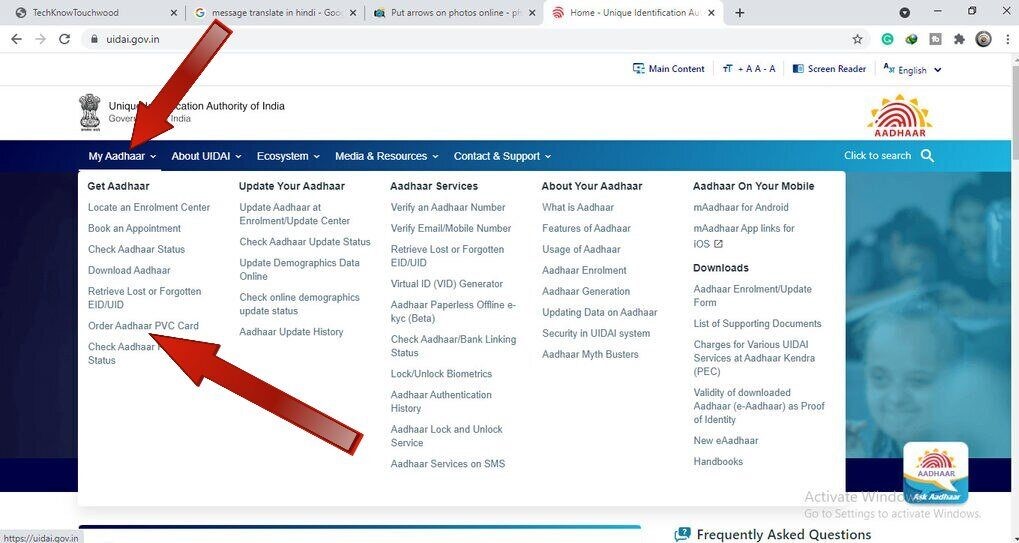 TechKnowTouchwood
message translate in hindi - Goog
Put arrows on photos online - ph
Home - Unique Identification Au
uidai.gov.in
Main Content
TT + A A - A
Screen Reader
English
Unique Identification Authority of India
Government of India
AADHAAR
My Aadhaar
About UIDAI
Ecosystem
Media & Resources
Contact & Support
Click to search
Get Aadhaar
Locate an Enrolment Center
Book an Appointment
Check Aadhaar Status
Download Aadhaar
Retrieve Lost or Forgotten
EID/UID
Order Aadhaar PVC Card
Check Aadhaar
Status
Update Your Aadhaar
Update Aadhaar at
Enrolment/Update Center
Check Aadhaar Update Status
Update Demographics Data
Online
Check online demographics
update status
Aadhaar Update History
Aadhaar Services
Verify an Aadhaar Number
Verify Email/Mobile Number
Retrieve Lost or Forgotten
EID/UID
Virtual ID (VID) Generator
Aadhaar Paperless Offline e-
kyc (Beta)
Check Aadhaar/Bank Linking
Status
Lock/Unlock Biometrics
Aadhaar Authentication
History
Aadhaar Lock and Unlock
Service
Aadhaar Services on SMS
About Your Aadhaar
What is Aadhaar
Features of Aadhaar
Usage of Aadhaar
Aadhaar Enrolment
Aadhaar Generation
Updating Data on Aadhaar
Security in UIDAI system
Aadhaar Myth Busters
Aadhaar On Your Mobile
mAadhaar for Android
mAadhaar App links for
iOS
Downloads
Aadhaar Enrolment/Update
Form
List of Supporting Documents
Charges for Various UIDAI
Services at Aadhaar Kendra
(PEC)
Validity of downloaded
Aadhaar (e-Aadhaar) as Proof
of Identity
New eAadhaar
Handbooks
AADHAAR
Ask Aadhaar
Activate Windows
Go to Settings to activate Windows.
Frequently Asked Questions
https://uidai.gov.in